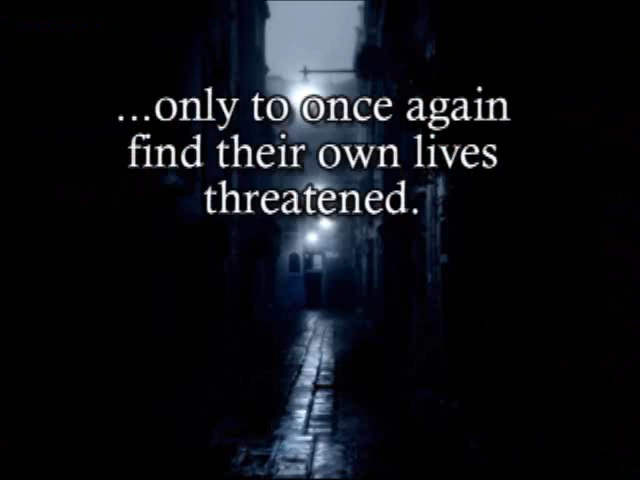 ...only to once again
find their own lives
threatened.